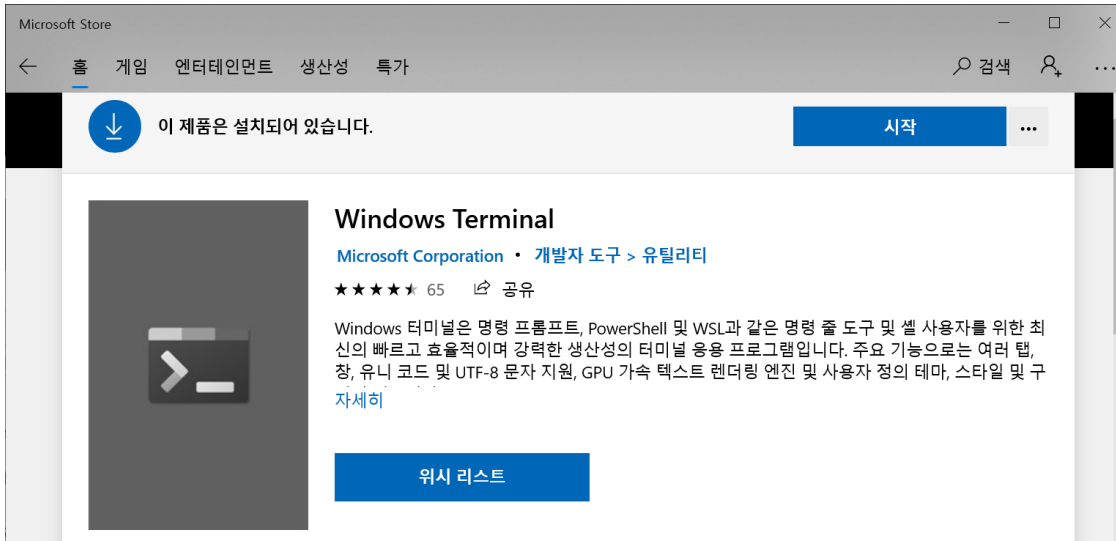 Microsoft Store
홈 게임 엔터테인먼트 생산성 특가 검색
이 제품은 설치되어 있습니다. 시작
Windows Terminal
Microsoft Corporation • 개발자 도구 > 유틸리티
★★★★★ 65 공유
Windows 터미널은 명령 프롬프트, PowerShell 및 WSL과 같은 명령 줄 도구 및 셸 사용자를 위한 최
신의 빠르고 효율적이며 강력한 생산성의 터미널 응용 프로그램입니다. 주요 기능으로는 여러 탭,
창, 유니 코드 및 UTF-8 문자 지원, GPU 가속 텍스트 렌더링 엔진 및 사용자 정의 테마, 스타일 및 구
자세히
위시 리스트